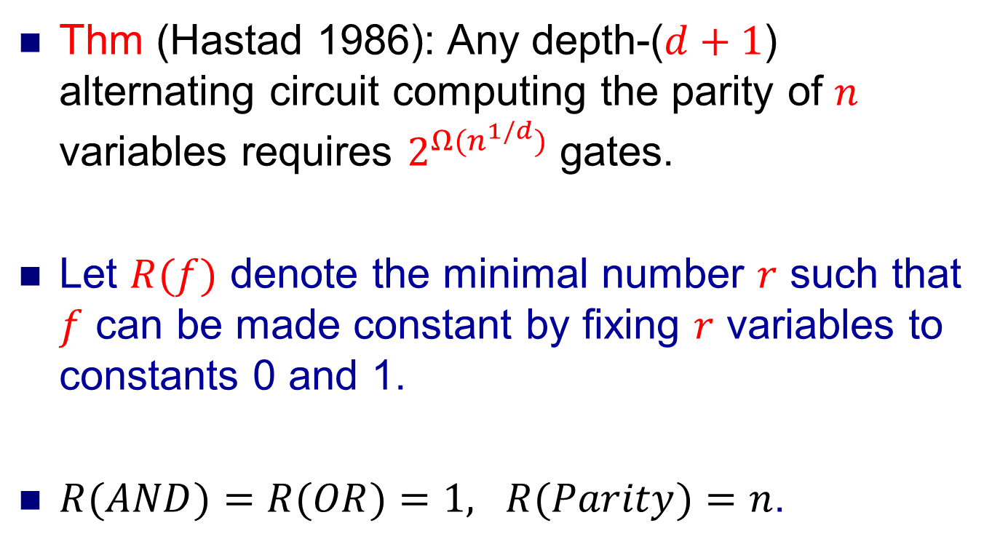 ■ Thm (Hastad 1986): Any depth-(d + 1)
alternating circuit computing the parity of n
variables requires 2^{Ω(n^{1/d})} gates.
■ Let R(f) denote the minimal number r such that
f can be made constant by fixing r variables to
constants 0 and 1.
■ R(AND) = R(OR) = 1, R(Parity) = n.